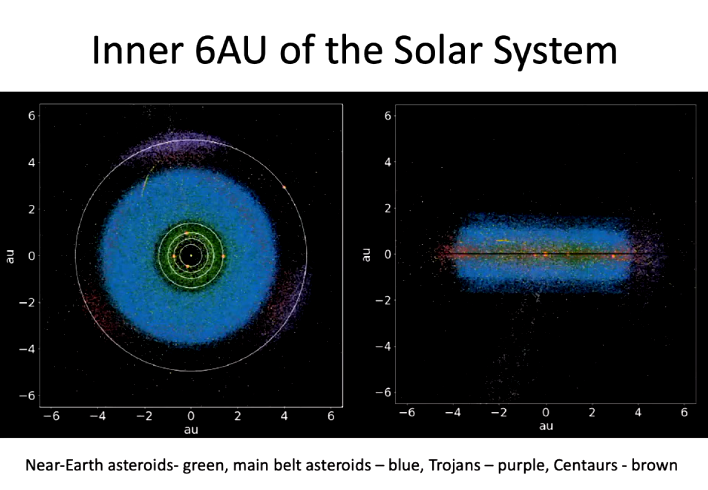 Inner 6AU of the Solar System
6
4
2
0
−2
−4
−6
au
−6 −4 −2 0 2 4 6
au
6
4
2
0
−2
−4
−6
au
−6 −4 −2 0 2 4 6
au
Near-Earth asteroids- green, main belt asteroids – blue, Trojans – purple, Centaurs - brown